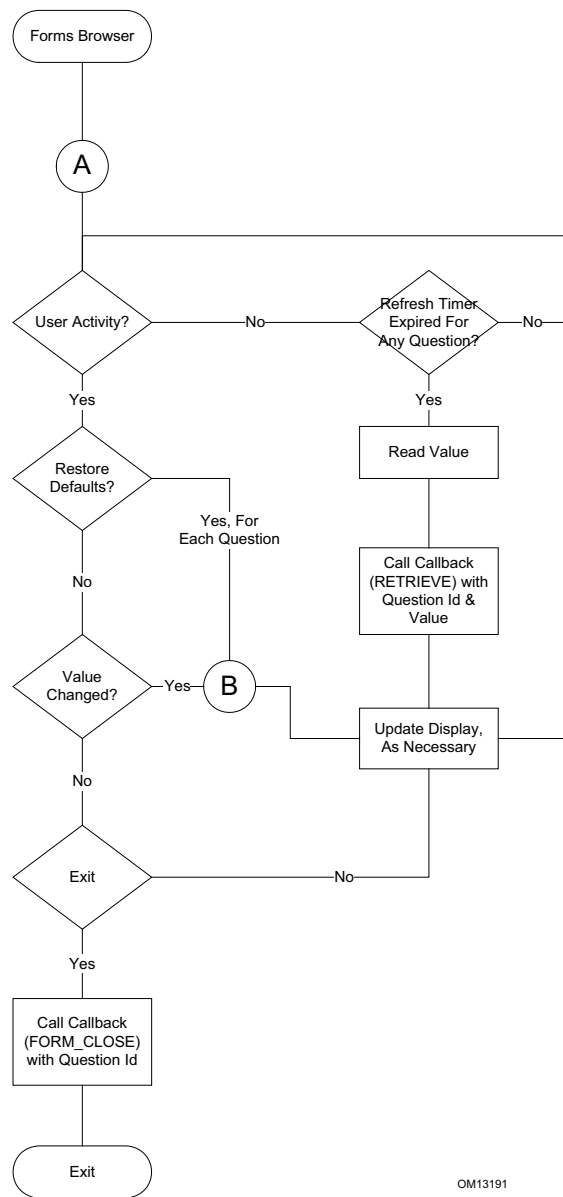 Forms Browser
A
User Activity?
No
Refresh Timer
Expired For
Any Question?
No
Yes
Yes
Restore
Defaults?
Yes, For
Each Question
Read Value
No
Call Callback
(RETRIEVE) with
Question Id &
Value
Value
Changed?
Yes
B
Update Display,
As Necessary
No
Exit
No
Yes
Call Callback
(FORM_CLOSE)
with Question Id
Exit
OM13191